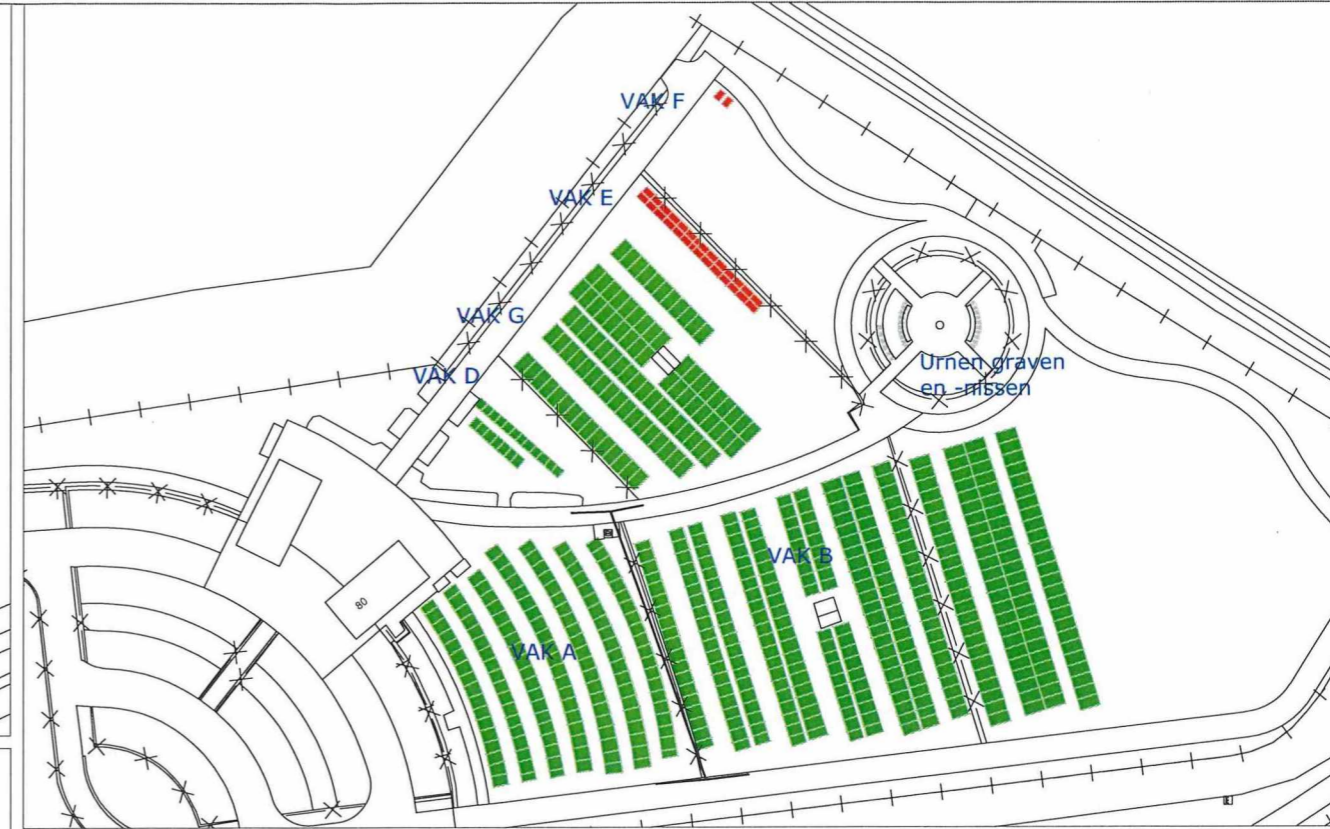 VAK F
VAK E
VAK G
VAK D
Urnen graven
en -nissen
VAK B
VAK A
80